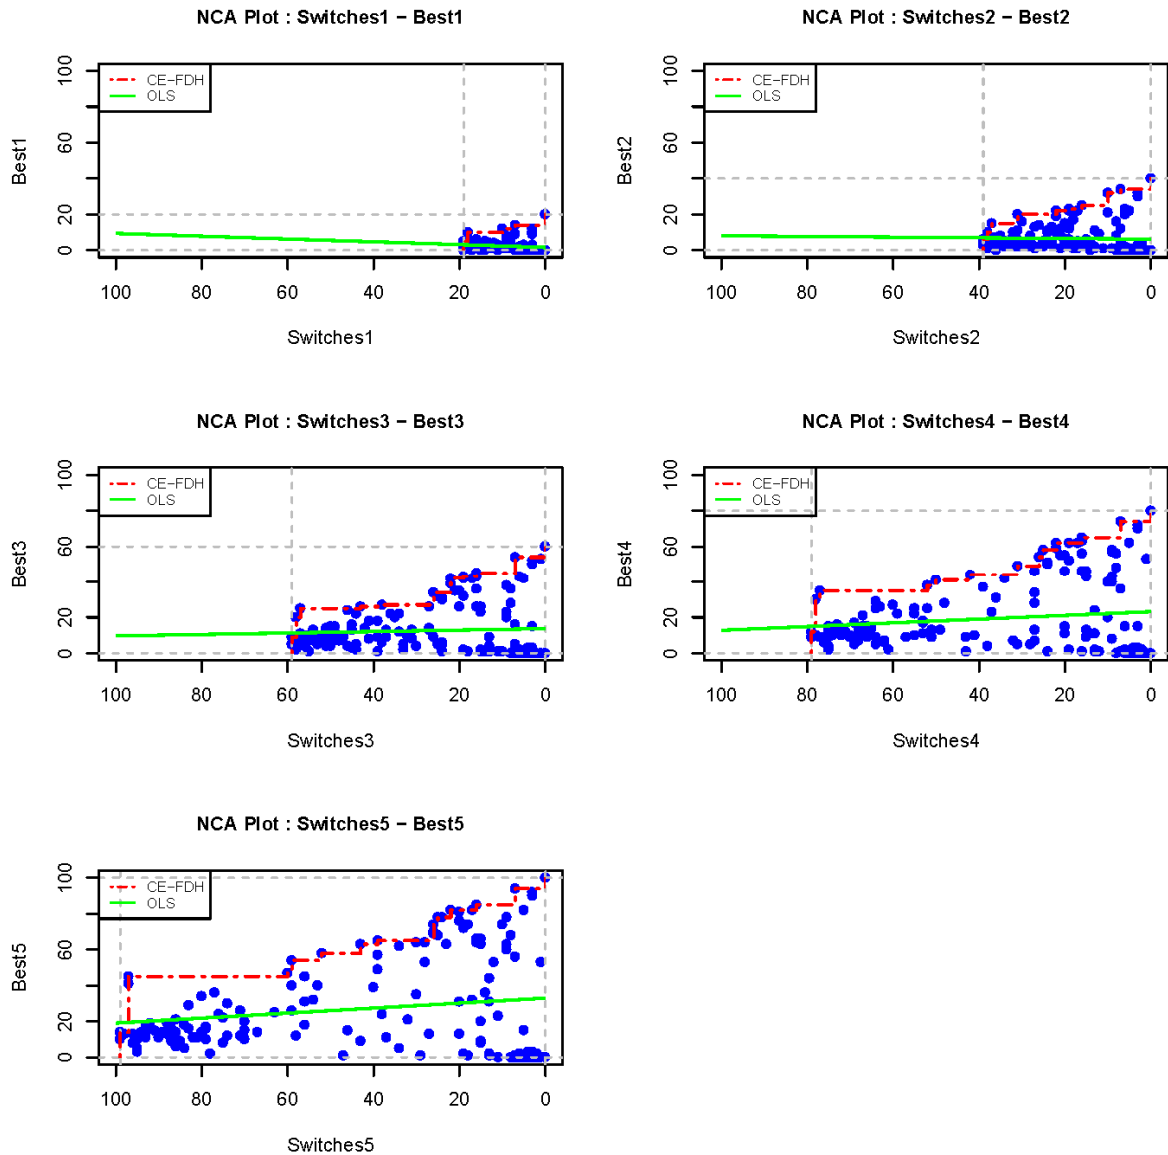 NCA Plot : Switches1 − Best1
NCA Plot : Switches2 − Best2
Best1
0 20 60 100
CE−FDH
OLS
100 80 60 40 20 0
Switches1
Best2
0 20 60 100
CE−FDH
OLS
100 80 60 40 20 0
Switches2
NCA Plot : Switches3 − Best3
NCA Plot : Switches4 − Best4
Best3
0 20 60 100
CE−FDH
OLS
100 80 60 40 20 0
Switches3
Best4
0 20 60 100
CE−FDH
OLS
100 80 60 40 20 0
Switches4
NCA Plot : Switches5 − Best5
Best5
0 20 60 100
CE−FDH
OLS
100 80 60 40 20 0
Switches5